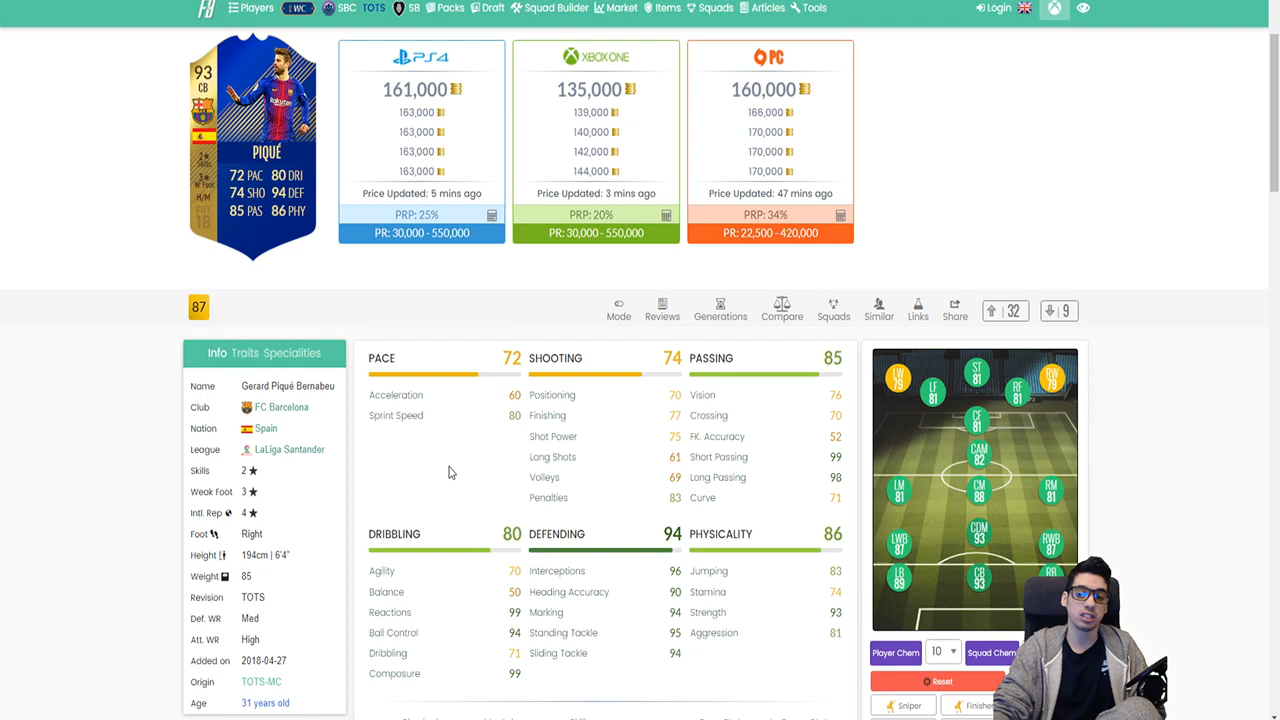 F8 Players WC SBC TOTS SB Packs Draft Squad Builder Market Items Squads Articles Tools Login
93
CB
2★
Skills
3★
W. Foot
H/M
FUT
18
PIQUÉ
72 PAC 80 DRI
74 SHO 94 DEF
85 PAS 86 PHY
PS4
161,000
163,000
163,000
163,000
163,000
Price Updated: 5 mins ago
PRP: 25%
PR: 30,000 - 550,000
XBOX ONE
135,000
139,000
140,000
142,000
144,000
Price Updated: 3 mins ago
PRP: 20%
PR: 30,000 - 550,000
PC
160,000
166,000
170,000
170,000
170,000
Price Updated: 47 mins ago
PRP: 34%
PR: 22,500 - 420,000
87
Mode Reviews Generations Compare Squads Similar Links Share 32 9
Info Traits Specialities
Name Gerard Piqué Bernabeu
Club FC Barcelona
Nation Spain
League LaLiga Santander
Skills 2★
Weak Foot 3★
Intl. Rep 4★
Foot Right
Height 194cm | 6'4"
Weight 85
Revision TOTS
Def. WR Med
Att. WR High
Added on 2018-04-27
Origin TOTS-MC
Age 31 years old
PACE 72
Acceleration 60
Sprint Speed 80
SHOOTING 74
Positioning 70
Finishing 77
Shot Power 75
Long Shots 61
Volleys 69
Penalties 83
PASSING 85
Vision 76
Crossing 70
FK. Accuracy 52
Short Passing 99
Long Passing 98
Curve 71
DRIBBLING 80
Agility 70
Balance 50
Reactions 99
Ball Control 94
Dribbling 71
Composure 99
DEFENDING 94
Interceptions 96
Heading Accuracy 90
Marking 94
Standing Tackle 95
Sliding Tackle 94
PHYSICALITY 86
Jumping 83
Stamina 74
Strength 93
Aggression 81
LW 79
ST 81
RW 79
LF 81
RF 81
CF 81
CAM 82
LM 81
CM 88
RM 81
CDM 93
LWB 87
RWB 87
LB 89
CB 93
RB
Player Chem 10 Squad Chem
Reset
Sniper Finisher